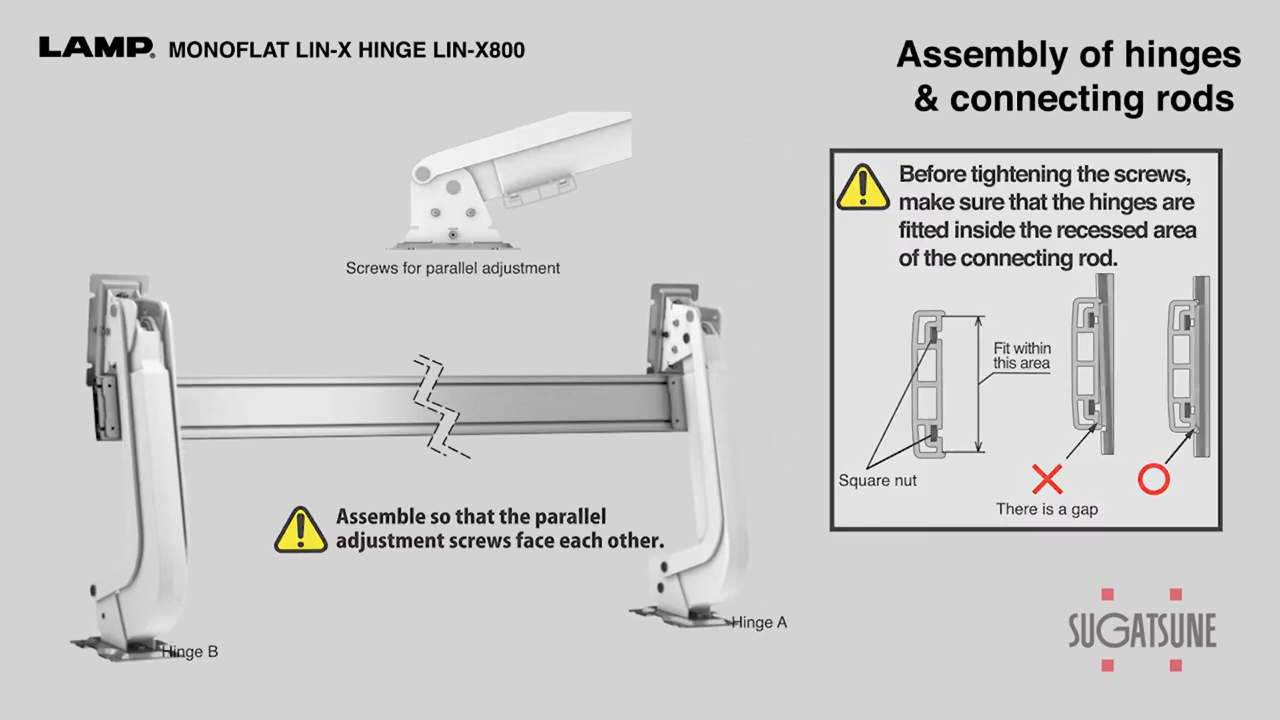 LAMP® MONOFLAT LIN-X HINGE LIN-X800
Assembly of hinges
& connecting rods
Screws for parallel adjustment
Before tightening the screws,
make sure that the hinges are
fitted inside the recessed area
of the connecting rod.
Fit within
this area
Square nut
There is a gap
Assemble so that the parallel
adjustment screws face each other.
Hinge A
Hinge B
SUGATSUNE